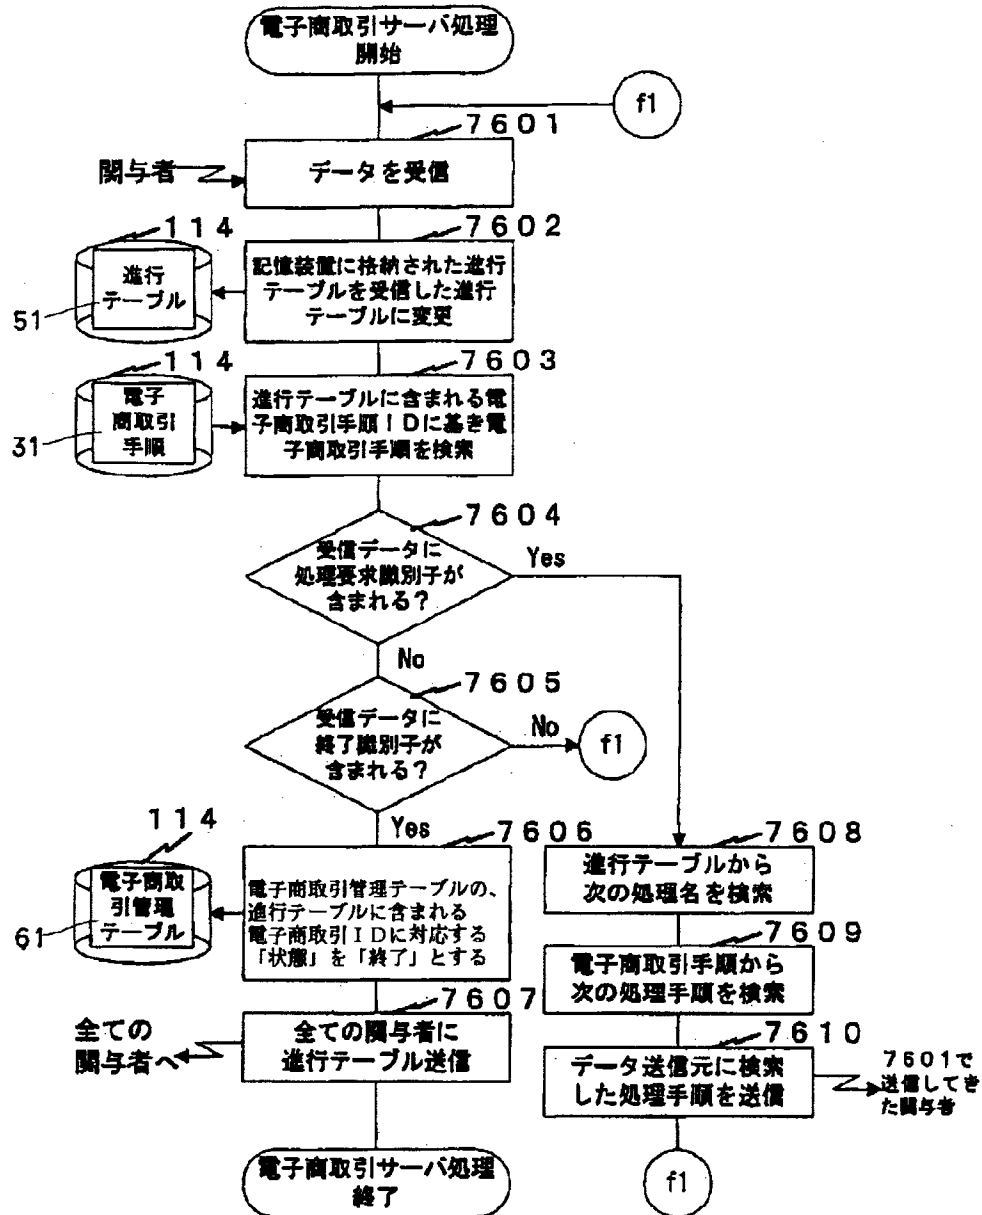 電子商取引サーバ処理
開始
f1
7601
関与者
データを受信
114
7602
進行
テーブル
51
記憶装置に格納された進行
テーブルを受信した進行
テーブルに変更
114
7603
電子
商取引
手順
31
進行テーブルに含まれる電
子商取引手順IDに基き電
子商取引手順を検索
7604
受信データに
処理要求識別子が
含まれる?
Yes
No
7605
受信データに
終了識別子が
含まれる?
No
f1
Yes
114
7606
電子商取
引管理
テーブル
61
電子商取引管理テーブルの、
進行テーブルに含まれる
電子商取引IDに対応する
「状態」を「終了」とする
7608
進行テーブルから
次の処理名を検索
7609
電子商取引手順から
次の処理手順を検索
7607
全ての
関与者へ
全ての関与者に
進行テーブル送信
7610
データ送信元に検索
した処理手順を送信
7601で
送信してき
た関与者
電子商取引サーバ処理
終了
f1